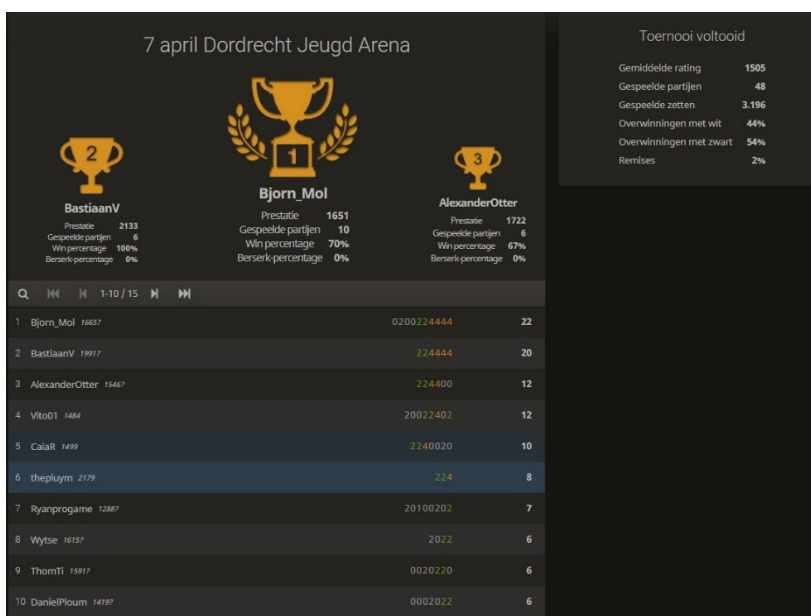 7 april Dordrecht Jeugd Arena
2
1
3
BastiaanV
Prestatie 2133
Gespeelde partijen 6
Win percentage 100%
Berserk-percentage 0%
Bjorn_Mol
Prestatie 1651
Gespeelde partijen 10
Win percentage 70%
Berserk-percentage 0%
AlexanderOtter
Prestatie 1722
Gespeelde partijen 6
Win percentage 67%
Berserk-percentage 0%
1-10 / 15
1 Bjorn_Mol 1665? 0200224444 22
2 BastiaanV 1991? 224444 20
3 AlexanderOtter 1546? 224400 12
4 Vito01 1484 20022402 12
5 CaiaR 1499 2240020 10
6 thepluym 2179 224 8
7 Ryanprogame 1288? 20100202 7
8 Wytse 1615? 2022 6
9 ThomTi 1591? 0020220 6
10 DanielPloum 1419? 0002022 6
Toernooi voltooid
Gemiddelde rating 1505
Gespeelde partijen 48
Gespeelde zetten 3.196
Overwinningen met wit 44%
Overwinningen met zwart 54%
Remises 2%